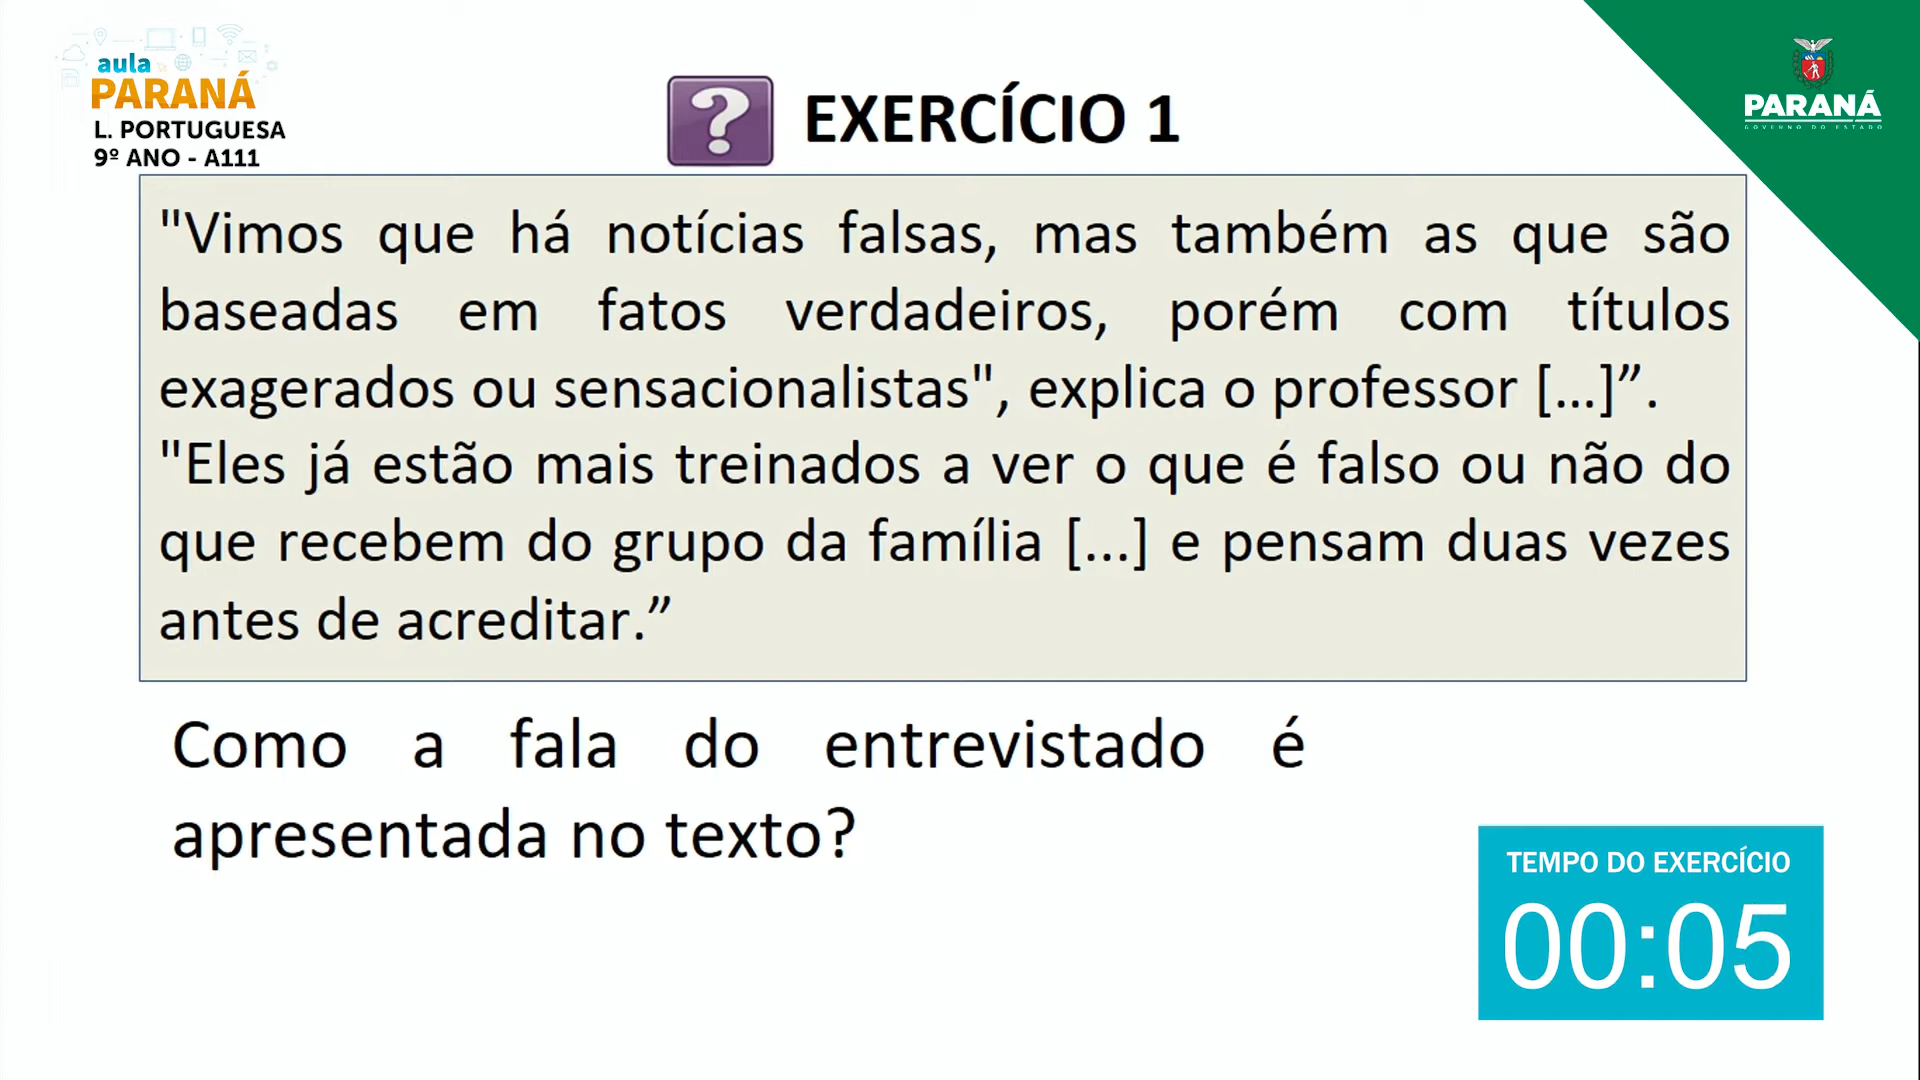 aula
PARANÁ
L. PORTUGUESA
9º ANO - A111
? EXERCÍCIO 1
PARANÁ
GOVERNO DO ESTADO
"Vimos que há notícias falsas, mas também as que são
baseadas em fatos verdadeiros, porém com títulos
exagerados ou sensacionalistas", explica o professor [...]”.
"Eles já estão mais treinados a ver o que é falso ou não do
que recebem do grupo da família [...] e pensam duas vezes
antes de acreditar.”
Como a fala do entrevistado é
apresentada no texto?
TEMPO DO EXERCÍCIO
00:05